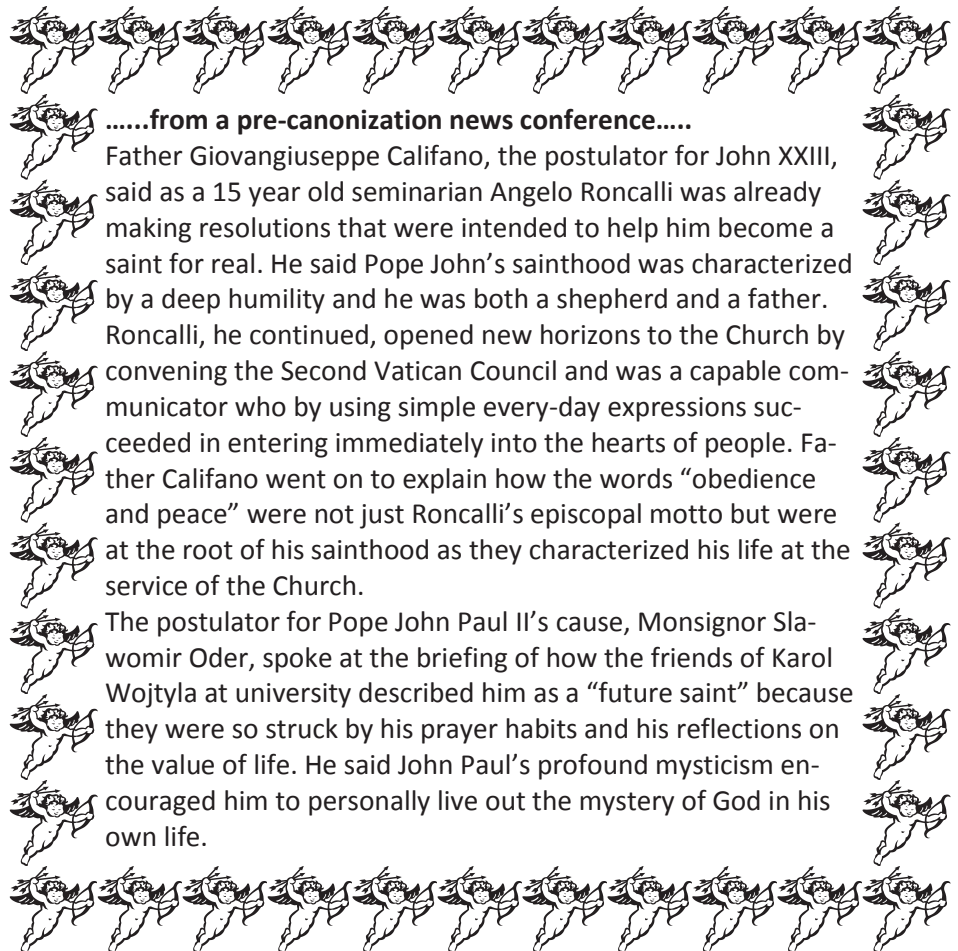 …...from a pre-canonization news conference…..
Father Giovangiuseppe Califano, the postulator for John XXIII,
said as a 15 year old seminarian Angelo Roncalli was already
making resolutions that were intended to help him become a
saint for real. He said Pope John’s sainthood was characterized
by a deep humility and he was both a shepherd and a father.
Roncalli, he continued, opened new horizons to the Church by
convening the Second Vatican Council and was a capable com-
municator who by using simple every-day expressions suc-
ceeded in entering immediately into the hearts of people. Fa-
ther Califano went on to explain how the words “obedience
and peace” were not just Roncalli’s episcopal motto but were
at the root of his sainthood as they characterized his life at the
service of the Church.
The postulator for Pope John Paul II’s cause, Monsignor Sla-
womir Oder, spoke at the briefing of how the friends of Karol
Wojtyla at university described him as a “future saint” because
they were so struck by his prayer habits and his reflections on
the value of life. He said John Paul’s profound mysticism en-
couraged him to personally live out the mystery of God in his
own life.